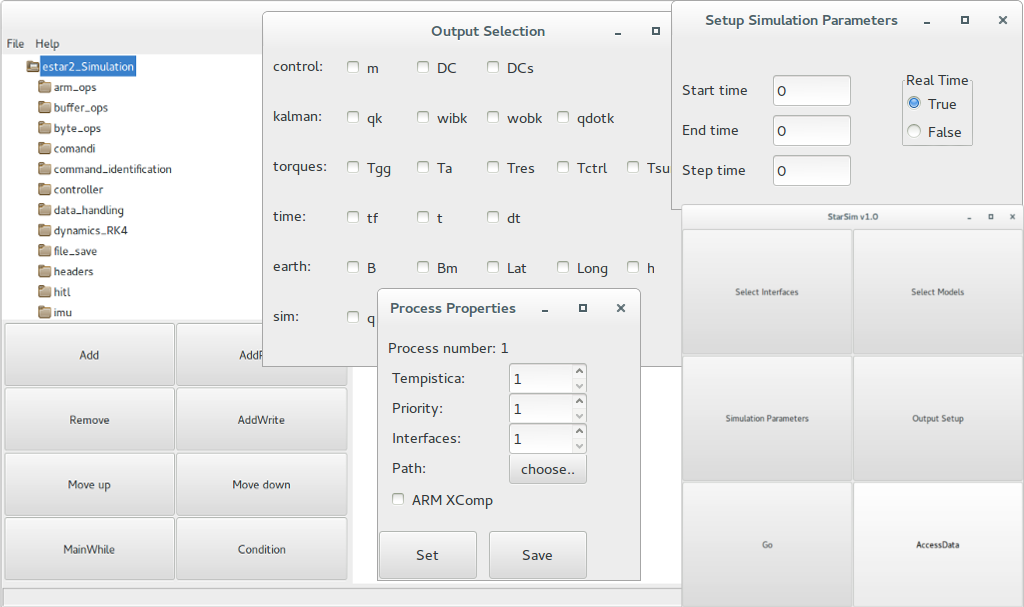 File Help
estar2_Simulation
arm_ops
buffer_ops
byte_ops
comandi
command_identification
controller
data_handling
dynamics_RK4
file_save
headers
hitl
imu
Add
Remove
AddWrite
Move up
Move down
MainWhile
Condition
Output Selection
control: m DC DCs
kalman: qk wibk wobk qdotk
torques: Tgg Ta Tres Tctrl
time: tf t dt
earth: B Bm Lat Long h
sim: q
Process Properties
Process number: 1
Tempistica: 1
Priority: 1
Interfaces: 1
Path: choose..
ARM XComp
Set Save
Setup Simulation Parameters
Start time 0
End time 0
Step time 0
Real Time
True
False
StarSim v1.0
Select Interfaces
Select Models
Simulation Parameters
Output Setup
Go
AccessData